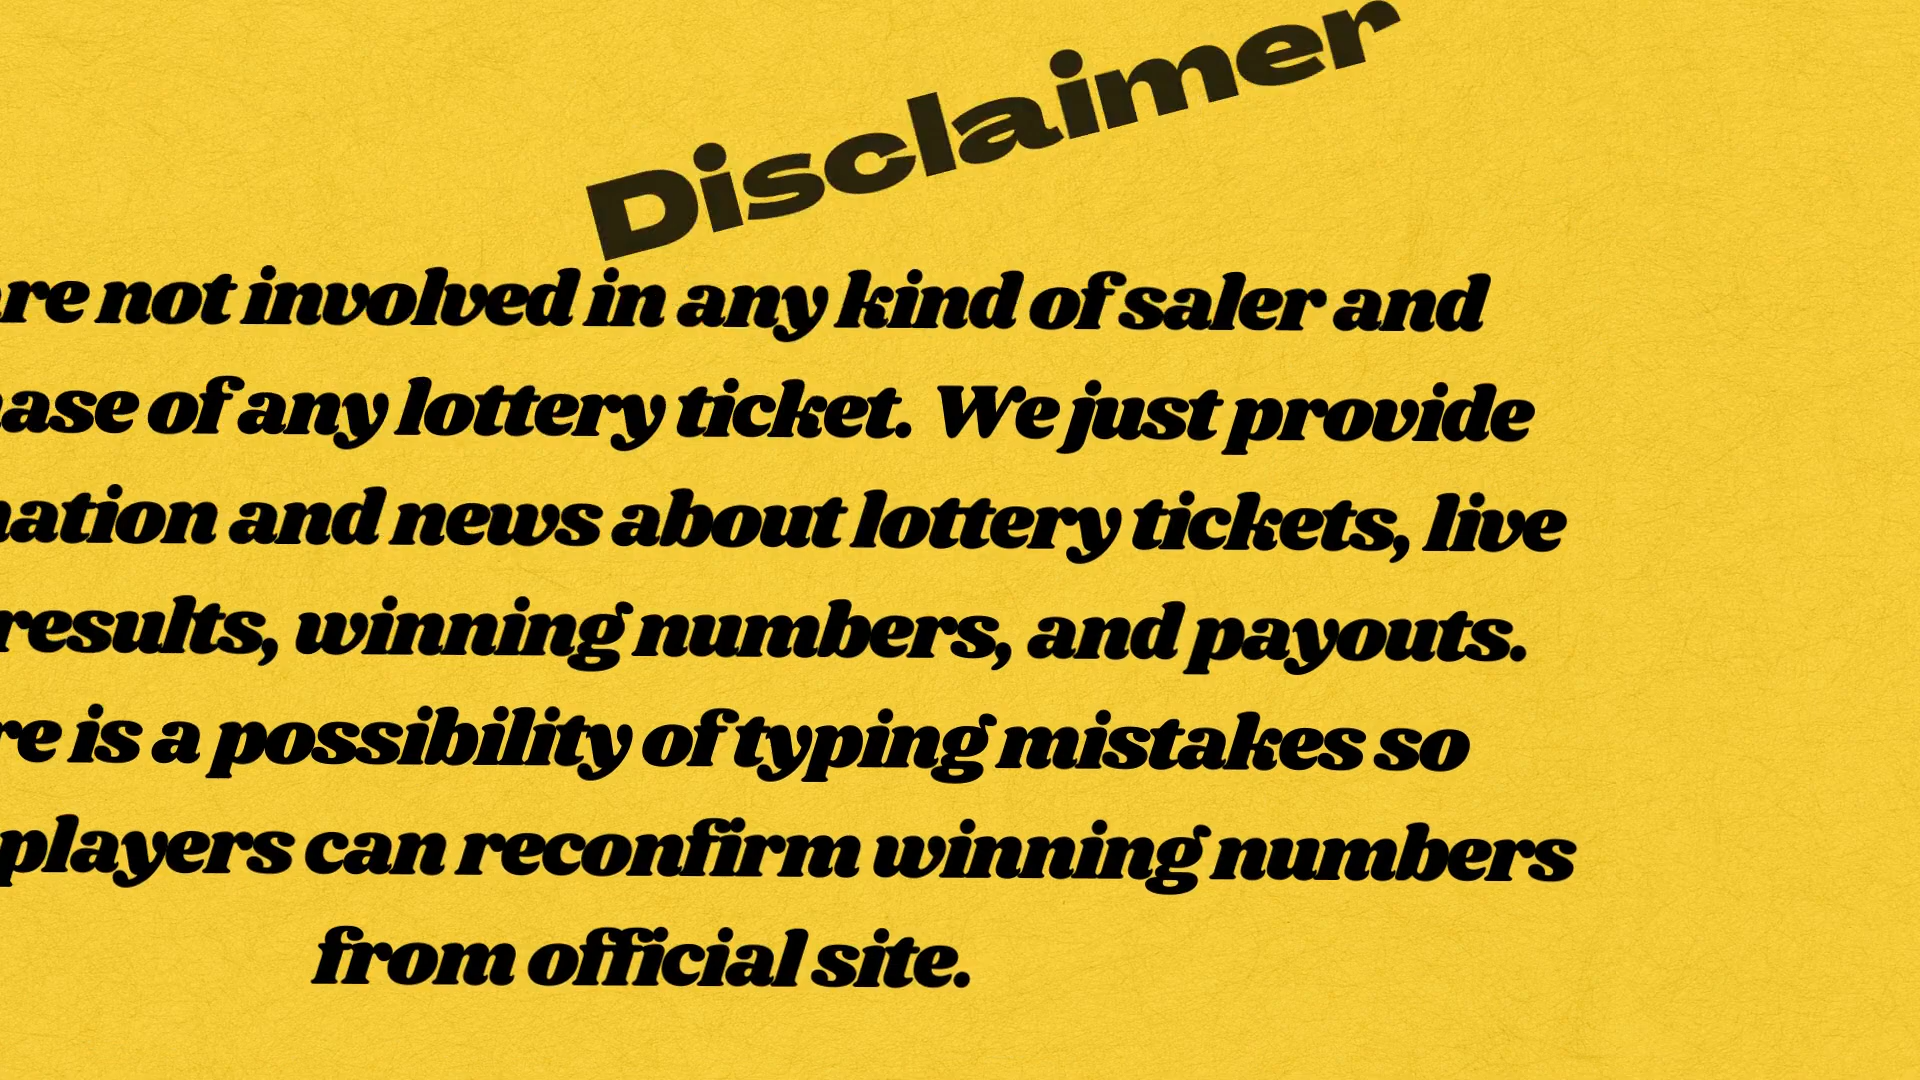 Disclaimer
are not involved in any kind of saler and
ase of any lottery ticket. We just provide
ation and news about lottery tickets, live
results, winning numbers, and payouts.
re is a possibility of typing mistakes so
players can reconfirm winning numbers
from official site.